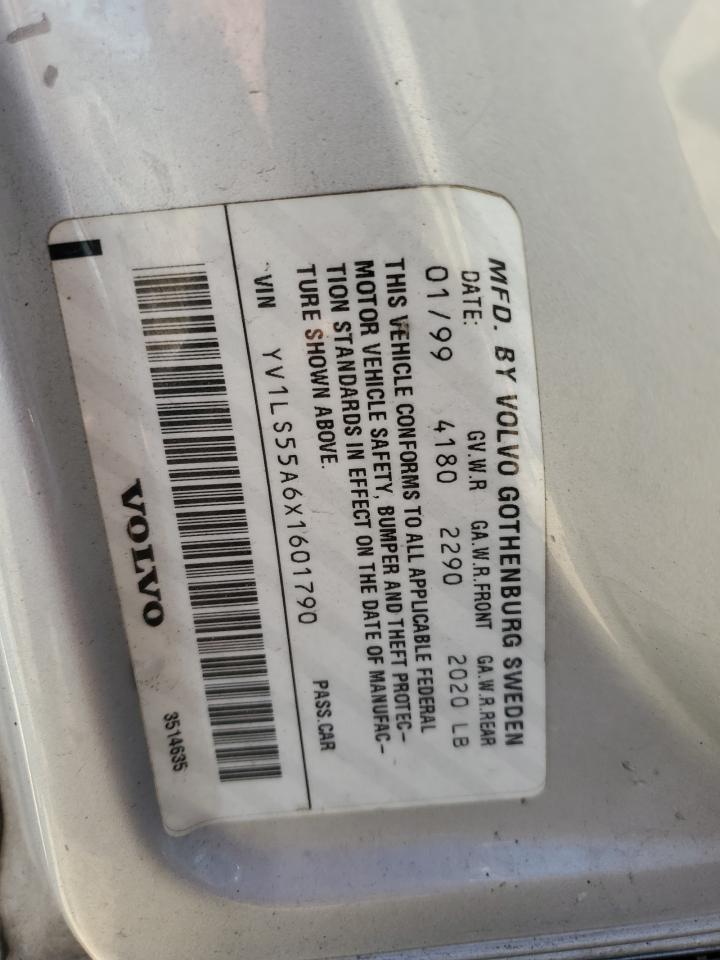 MFD. BY VOLVO GOTHENBURG SWEDEN
DATE: GV.W.R GA.W.R.FRONT GA.W.R.REAR
01/99 4180 2290 2020 LB
THIS VEHICLE CONFORMS TO ALL APPLICABLE FEDERAL
MOTOR VEHICLE SAFETY, BUMPER AND THEFT PROTEC-
TION STANDARDS IN EFFECT ON THE DATE OF MANUFAC-
TURE SHOWN ABOVE.
VIN YV1LS55A6X1601790 PASS.CAR
VOLVO
3514635